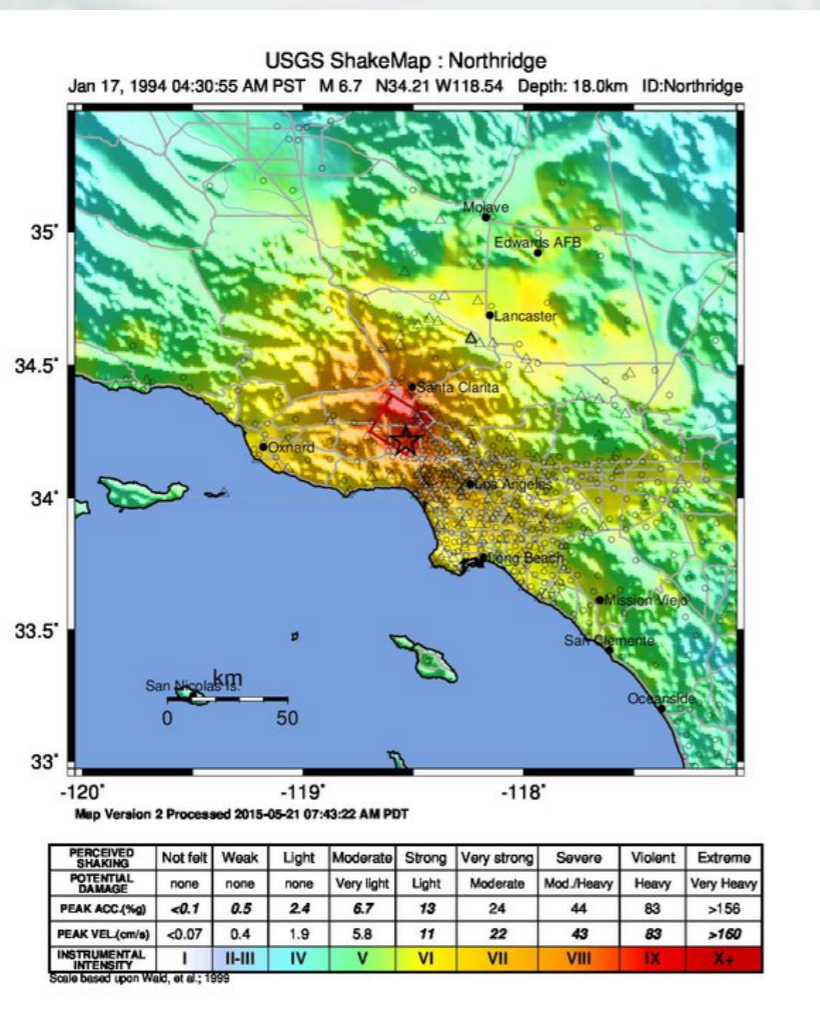 USGS ShakeMap : Northridge
Jan 17, 1994 04:30:55 AM PST M 6.7 N34.21 W118.54 Depth: 18.0km ID:Northridge
35°
Mojave
Edwards AFB
Lancaster
34.5°
Santa Clarita
Oxnard
34°
Los Angeles
Long Beach
33.5°
Mission Viejo
San Clemente
km
San Nicolas Is.
Oceanside
0 50
33°
-120° -119° -118°
Map Version 2 Processed 2015-05-21 07:43:22 AM PDT
PERCEIVED SHAKING Not felt Weak Light Moderate Strong Very strong Severe Violent Extreme
POTENTIAL DAMAGE none none none Very light Light Moderate Mod./Heavy Heavy Very Heavy
PEAK ACC.(%g) <0.1 0.5 2.4 6.7 13 24 44 83 >156
PEAK VEL.(cm/s) <0.07 0.4 1.9 5.8 11 22 43 83 >160
INSTRUMENTAL INTENSITY I II-III IV V VI VII VIII IX X+
Scale based upon Wald, et al.; 1999